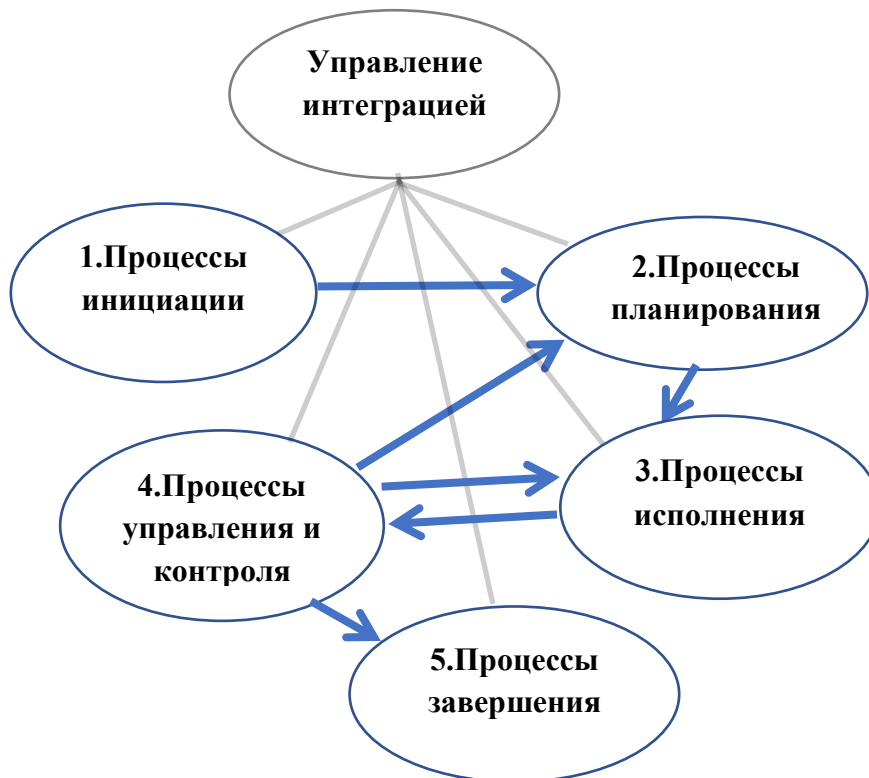 Управление
интеграцией
1.Процессы
инициации
2.Процессы
планирования
4.Процессы
управления и
контроля
3.Процессы
исполнения
5.Процессы
завершения